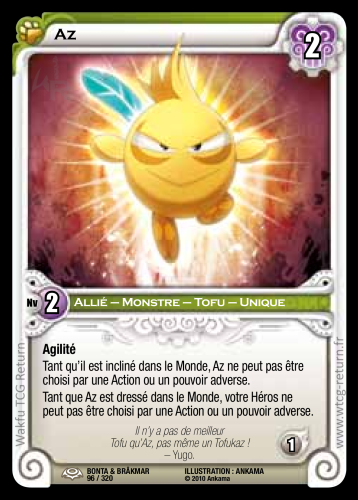 Az
2
Nv 2 Allié – Monstre – Tofu – Unique
Agilité
Tant qu'il est incliné dans le Monde, Az ne peut pas être
choisi par une Action ou un pouvoir adverse.
Tant que Az est dressé dans le Monde, votre Héros ne
peut pas être choisi par une Action ou un pouvoir adverse.
Il n'y a pas de meilleur
Tofu qu'Az, pas même un Tofukaz !
– Yugo.
1
BONTA & BRÂKMAR
96 / 320
ILLUSTRATION : ANKAMA
© 2010 Ankama
Wakfu TCG Return
www.wtcg-return.fr